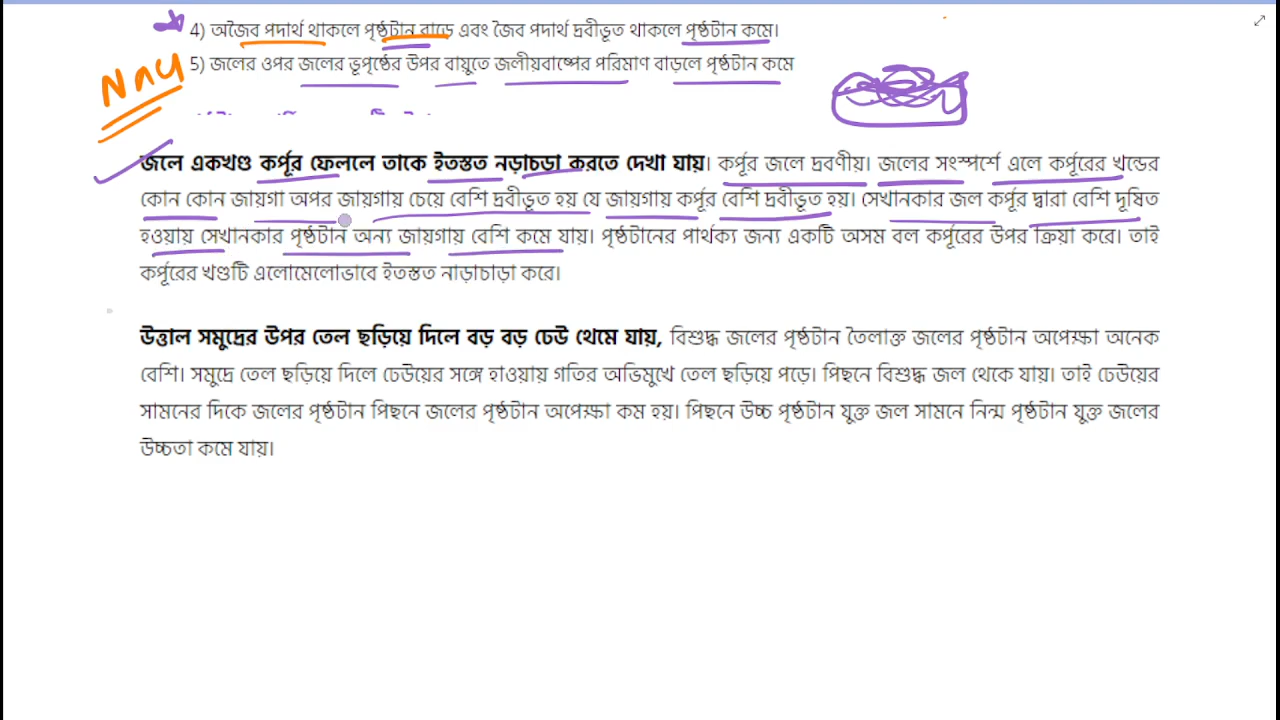 4) অজৈব পদার্থ থাকলে পৃষ্ঠটান বাড়ে এবং জৈব পদার্থ দ্রবীভূত থাকলে পৃষ্ঠটান কমে।
5) জলের ওপর জলের ভূপৃষ্ঠের উপর বায়ুতে জলীয়বাষ্পের পরিমাণ বাড়লে পৃষ্ঠটান কমে
জলে একখণ্ড কর্পূর ফেললে তাকে ইতস্তত নড়াচড়া করতে দেখা যায়। কর্পূর জলে দ্রবণীয়। জলের সংস্পর্শে এলে কর্পূরের খন্ডের
কোন কোন জায়গা অপর জায়গায় চেয়ে বেশি দ্রবীভূত হয় যে জায়গায় কর্পূর বেশি দ্রবীভূত হয়। সেখানকার জল কর্পূর দ্বারা বেশি দূষিত
হওয়ায় সেখানকার পৃষ্ঠটান অন্য জায়গায় বেশি কমে যায়। পৃষ্ঠটানের পার্থক্য জন্য একটি অসম বল কর্পূরের উপর ক্রিয়া করে। তাই
কর্পূরের খণ্ডটি এলোমেলোভাবে ইতস্তত নাড়াচাড়া করে।
উত্তাল সমুদ্রের উপর তেল ছড়িয়ে দিলে বড় বড় ঢেউ থেমে যায়, বিশুদ্ধ জলের পৃষ্ঠটান তৈলাক্ত জলের পৃষ্ঠটান অপেক্ষা অনেক
বেশি। সমুদ্রে তেল ছড়িয়ে দিলে ঢেউয়ের সঙ্গে হাওয়ায় গতির অভিমুখে তেল ছড়িয়ে পড়ে। পিছনে বিশুদ্ধ জল থেকে যায়। তাই ঢেউয়ের
সামনের দিকে জলের পৃষ্ঠটান পিছনে জলের পৃষ্ঠটান অপেক্ষা কম হয়। পিছনে উচ্চ পৃষ্ঠটান যুক্ত জল সামনে নিন্ম পৃষ্ঠটান যুক্ত জলের
উচ্চতা কমে যায়।